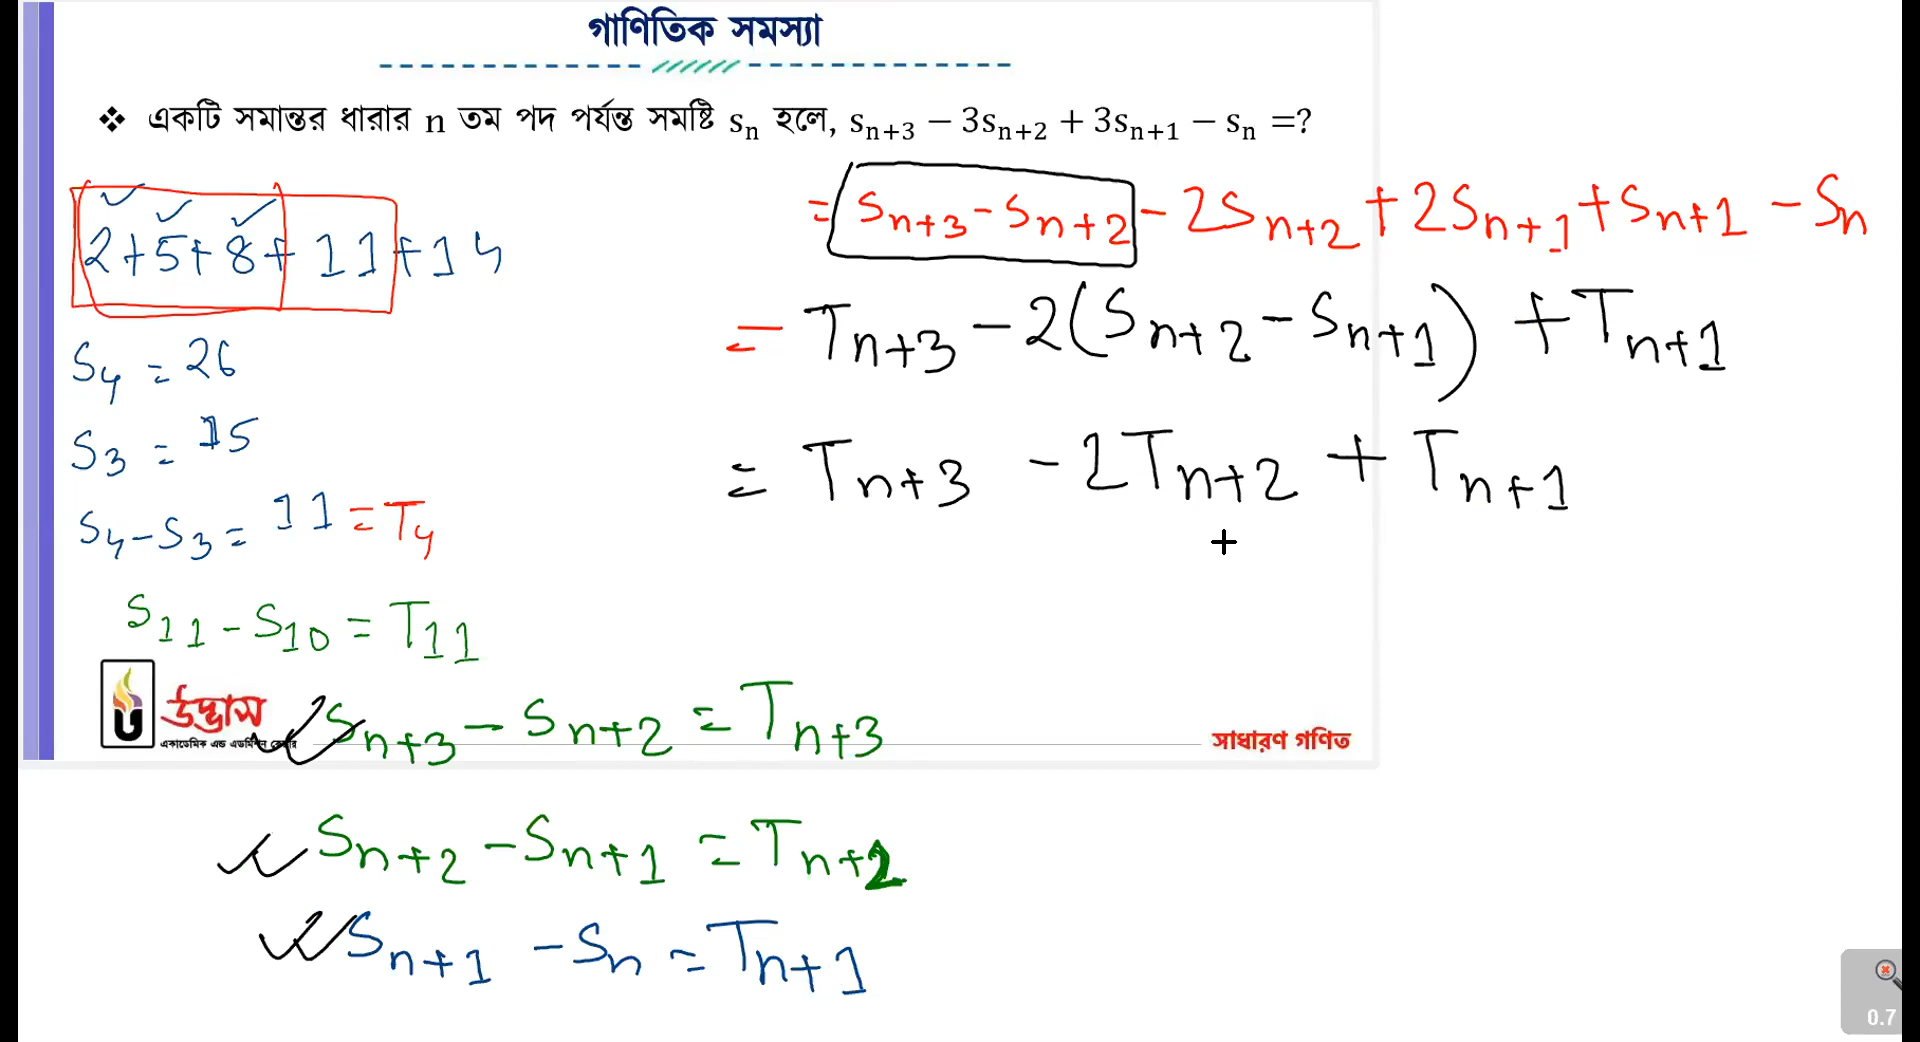 গাণিতিক সমস্যা
❖ একটি সমান্তর ধারার n তম পদ পর্যন্ত সমষ্টি sₙ হলে, sₙ₊₃ − 3sₙ₊₂ + 3sₙ₊₁ − sₙ =?
= Sₙ₊₃ − Sₙ₊₂ − 2Sₙ₊₂ + 2Sₙ₊₁ + Sₙ₊₁ − Sₙ
2+5+8+11+14
= Tₙ₊₃ − 2(Sₙ₊₂ − Sₙ₊₁) + Tₙ₊₁
S₄ = 26
S₃ = 15
= Tₙ₊₃ − 2Tₙ₊₂ + Tₙ₊₁
S₄ − S₃ = 11 = T₄
S₁₁ − S₁₀ = T₁₁
উদ্ভাস
একাডেমিক এন্ড এডমিশন কেয়ার
Sₙ₊₃ − Sₙ₊₂ = Tₙ₊₃
সাধারণ গণিত
Sₙ₊₂ − Sₙ₊₁ = Tₙ₊₂
Sₙ₊₁ − Sₙ = Tₙ₊₁
0.7